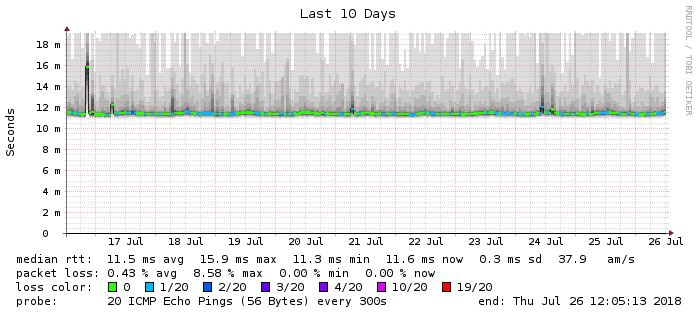 Last 10 Days
RRDTOOL / TOBI OETIKER
Seconds
18 m
16 m
14 m
12 m
10 m
8 m
6 m
4 m
2 m
0
17 Jul 18 Jul 19 Jul 20 Jul 21 Jul 22 Jul 23 Jul 24 Jul 25 Jul 26 Jul
median rtt: 11.5 ms avg 15.9 ms max 11.3 ms min 11.6 ms now 0.3 ms sd 37.9 am/s
packet loss: 0.43 % avg 8.58 % max 0.00 % min 0.00 % now
loss color: 0 1/20 2/20 3/20 4/20 10/20 19/20
probe: 20 ICMP Echo Pings (56 Bytes) every 300s end: Thu Jul 26 12:05:13 2018